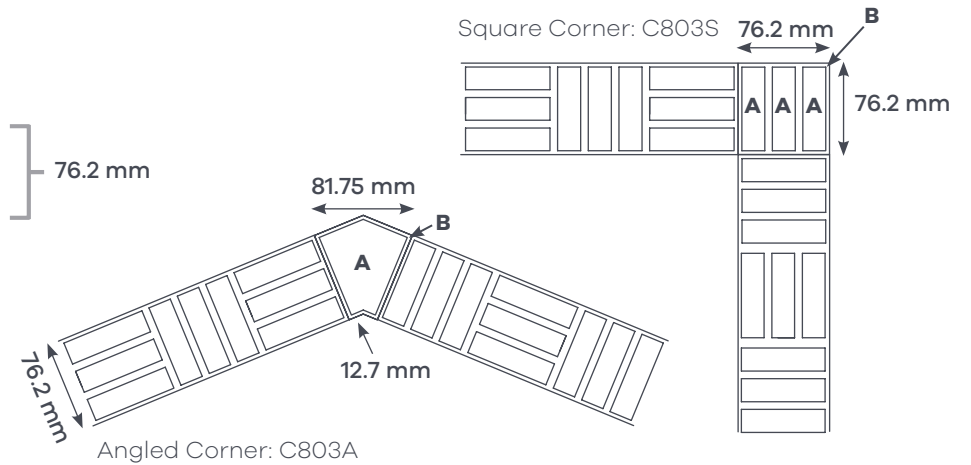 Square Corner: C803S
76.2 mm
B
A A A
76.2 mm
76.2 mm
81.75 mm
B
A
12.7 mm
76.2 mm
Angled Corner: C803A